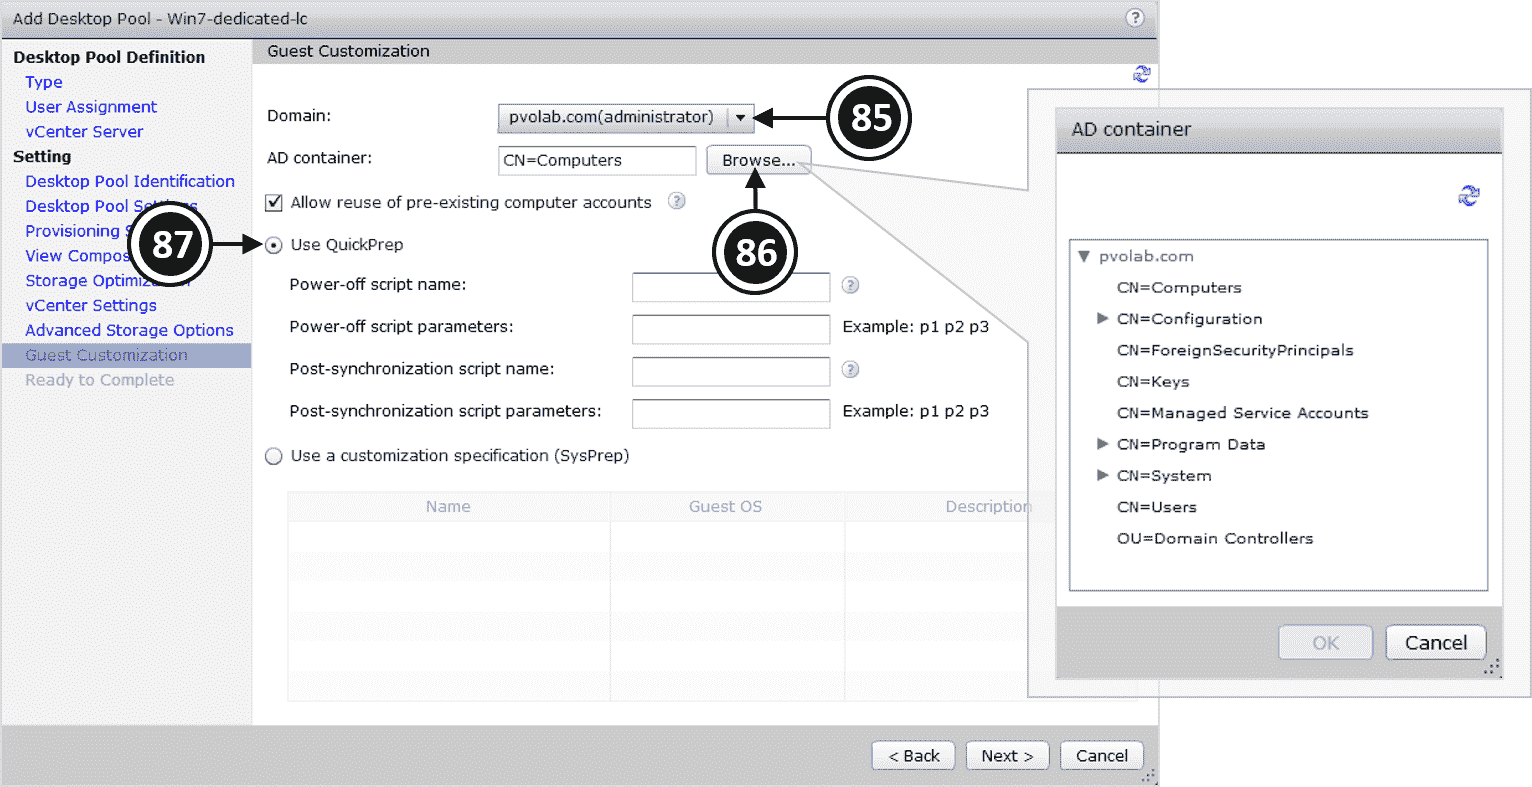 Add Desktop Pool - Win7-dedicated-lc
?
Desktop Pool Definition
Type
User Assignment
vCenter Server
Setting
Desktop Pool Identification
Desktop Pool
Provisioning
View
Storage
vCenter Settings
Advanced Storage Options
Guest Customization
Ready to Complete
Guest Customization
Domain:
pvolab.com(administrator)
85
AD container:
CN=Computers
Browse...
Allow reuse of pre-existing computer accounts
?
86
87
Use QuickPrep
Power-off script name:
?
Power-off script parameters:
Example: p1 p2 p3
Post-synchronization script name:
?
Post-synchronization script parameters:
Example: p1 p2 p3
Use a customization specification (SysPrep)
Name
Guest OS
Description
< Back
Next >
Cancel
AD container
pvolab.com
CN=Computers
CN=Configuration
CN=ForeignSecurityPrincipals
CN=Keys
CN=Managed Service Accounts
CN=Program Data
CN=System
CN=Users
OU=Domain Controllers
OK
Cancel